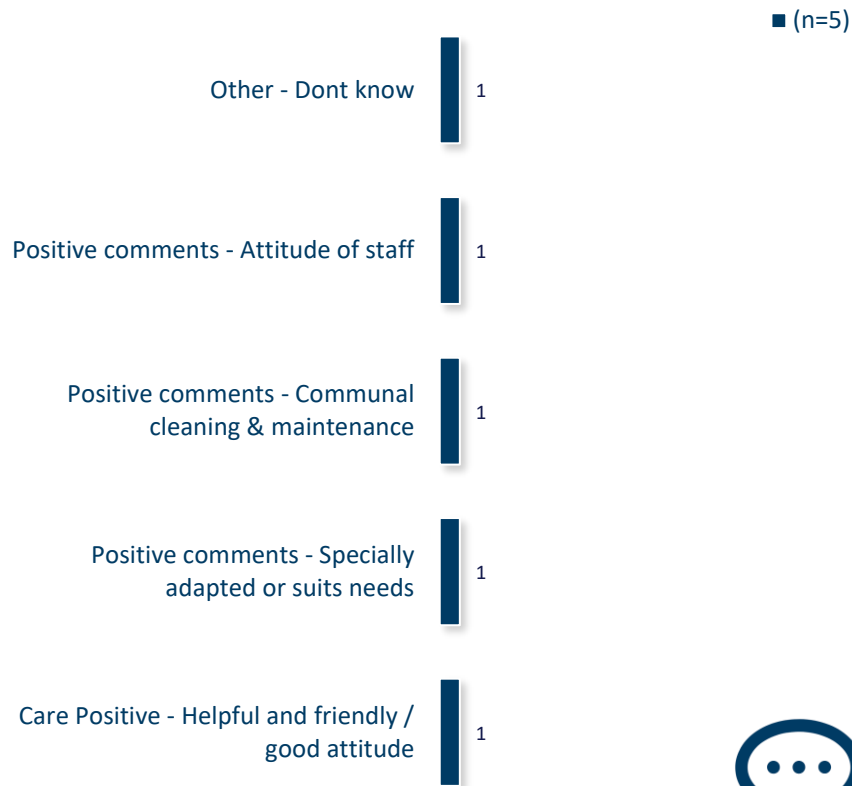 (n=5)
Other - Dont know
1
Positive comments - Attitude of staff
1
Positive comments - Communal
cleaning & maintenance
1
Positive comments - Specially
adapted or suits needs
1
Care Positive - Helpful and friendly /
good attitude
1